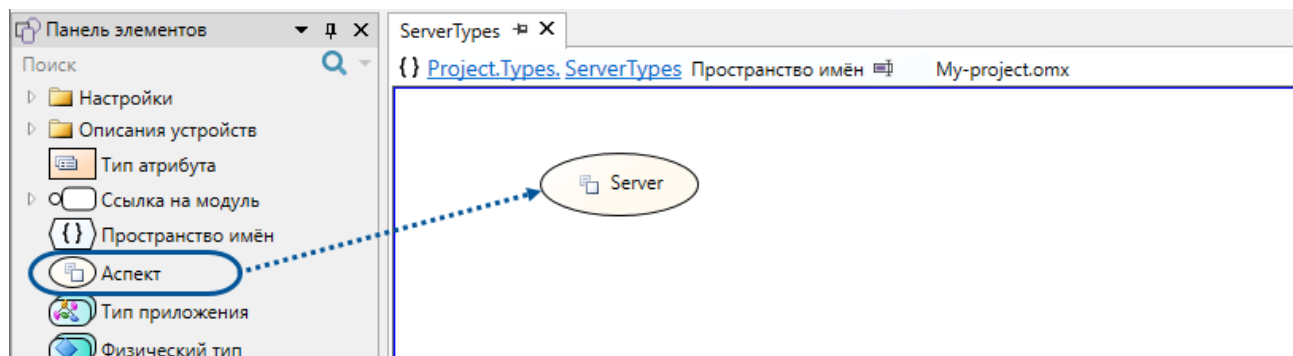 Панель элементов
Поиск
Настройки
Описания устройств
Тип атрибута
Ссылка на модуль
{ } Пространство имён
Аспект
Тип приложения
Физический тип
ServerTypes
{ } Project.Types. ServerTypes Пространство имён My-project.omx
Server